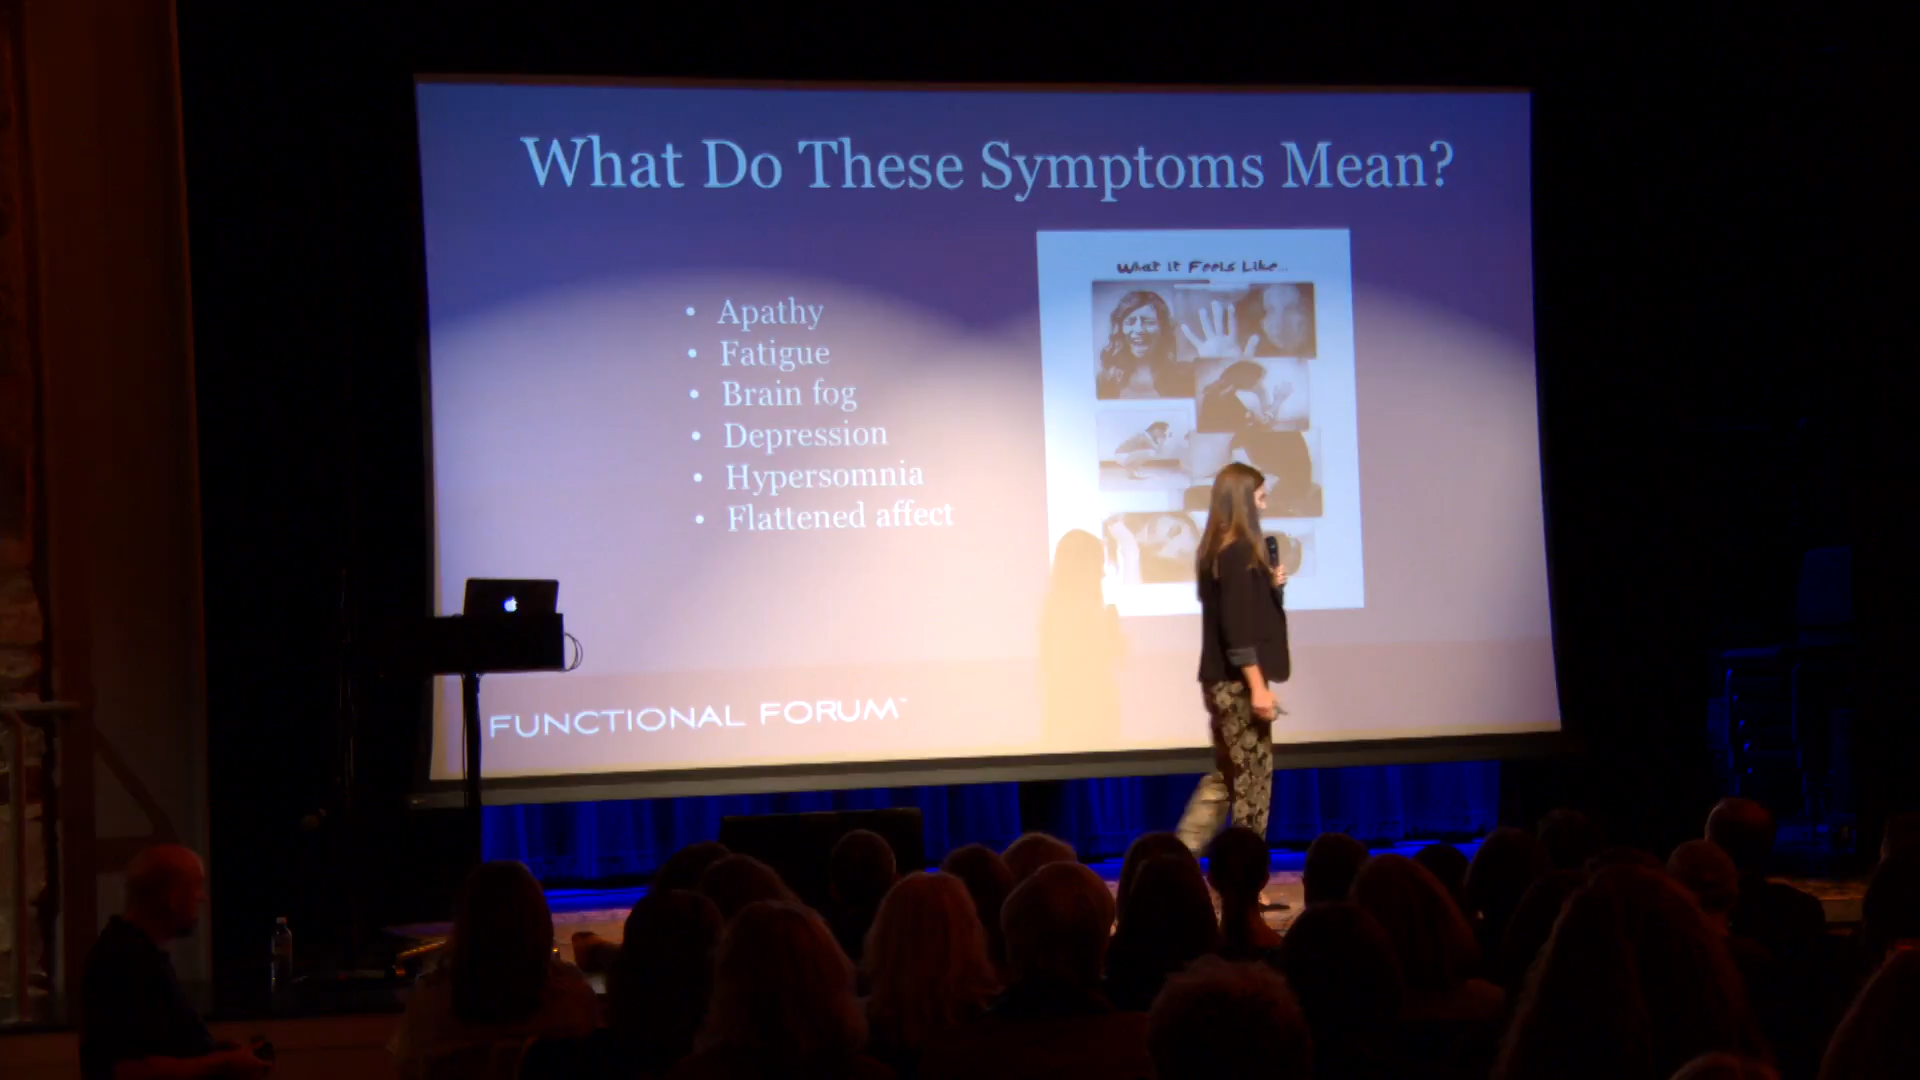 What Do These Symptoms Mean?
What It Feels Like...
• Apathy
• Fatigue
• Brain fog
• Depression
• Hypersomnia
• Flattened affect
FUNCTIONAL FORUM™